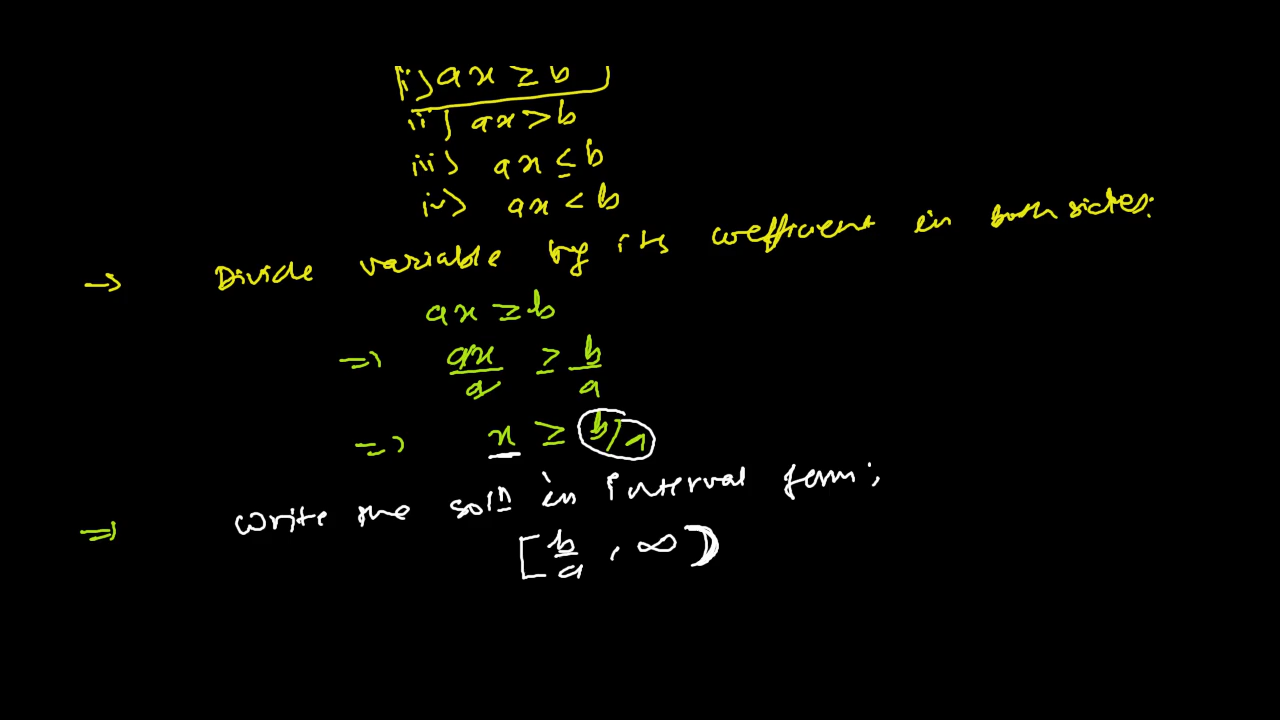 i) ax ≥ b
ii) ax > b
iii) ax ≤ b
iv) ax < b
→ Divide variable by its coefficient in both sides:
ax ≥ b
=> ax/a ≥ b/a
=> x ≥ b/a
=> Write the solⁿ in interval form;
[b/a , ∞)